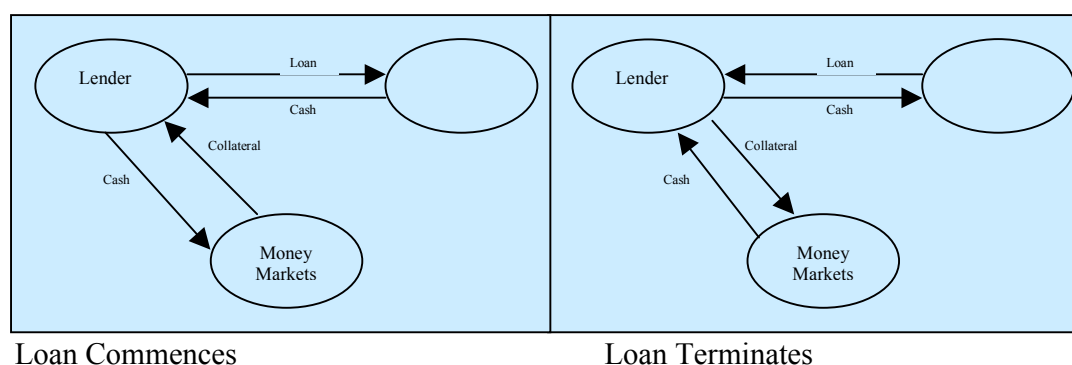 Lender
Loan
Cash
Collateral
Cash
Money
Markets
Lender
Loan
Cash
Collateral
Cash
Money
Markets
Loan Commences
Loan Terminates